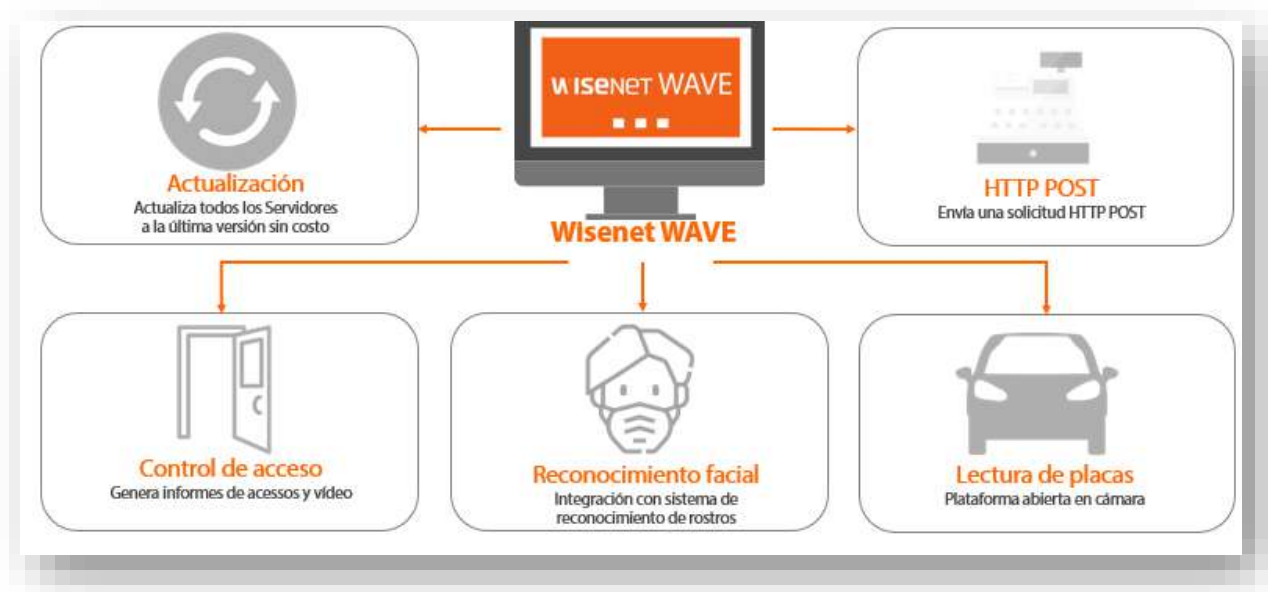 WISENET WAVE
Wisenet WAVE
Actualización
Actualiza todos los Servidores
a la última versión sin costo
HTTP POST
Envía una solicitud HTTP POST
Control de acceso
Genera informes de acessos y vídeo
Reconocimiento facial
Integración con sistema de
reconocimiento de rostros
Lectura de placas
Plataforma abierta en cámara